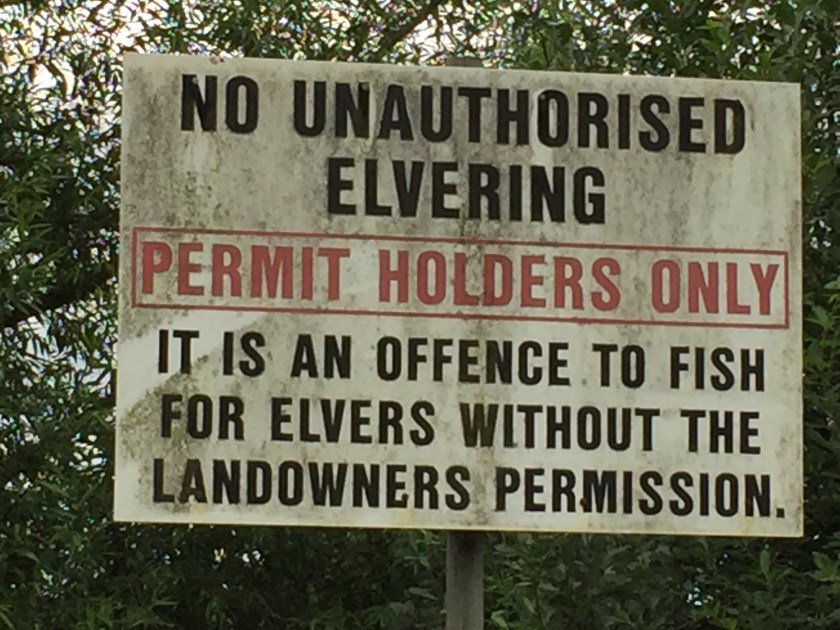 NO UNAUTHORISED
ELVERING
PERMIT HOLDERS ONLY
IT IS AN OFFENCE TO FISH
FOR ELVERS WITHOUT THE
LANDOWNERS PERMISSION.